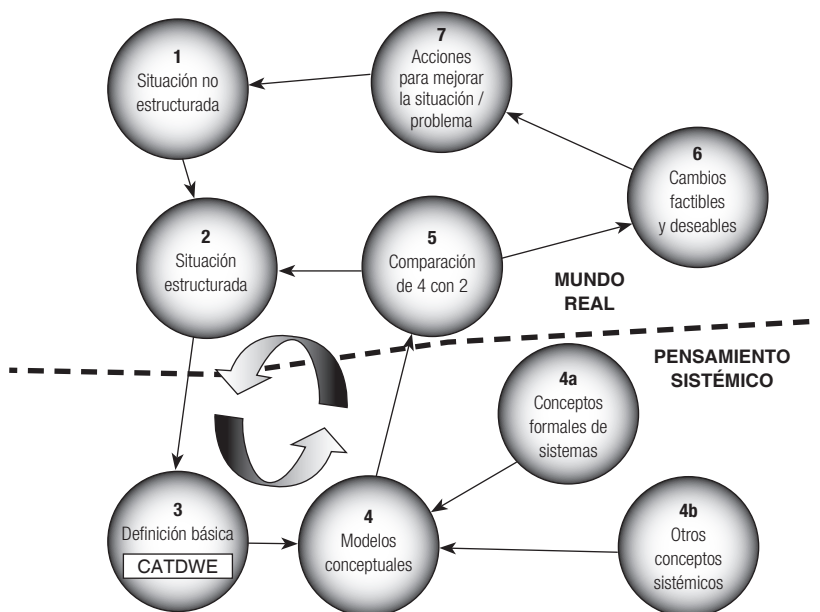 1
Situación no
estructurada
7
Acciones
para mejorar
la situación /
problema
6
Cambios
factibles
y deseables
2
Situación
estructurada
5
Comparación
de 4 con 2
MUNDO
REAL
PENSAMIENTO
SISTÉMICO
4a
Conceptos
formales de
sistemas
3
Definición básica
CATDWE
4
Modelos
conceptuales
4b
Otros
conceptos
sistémicos